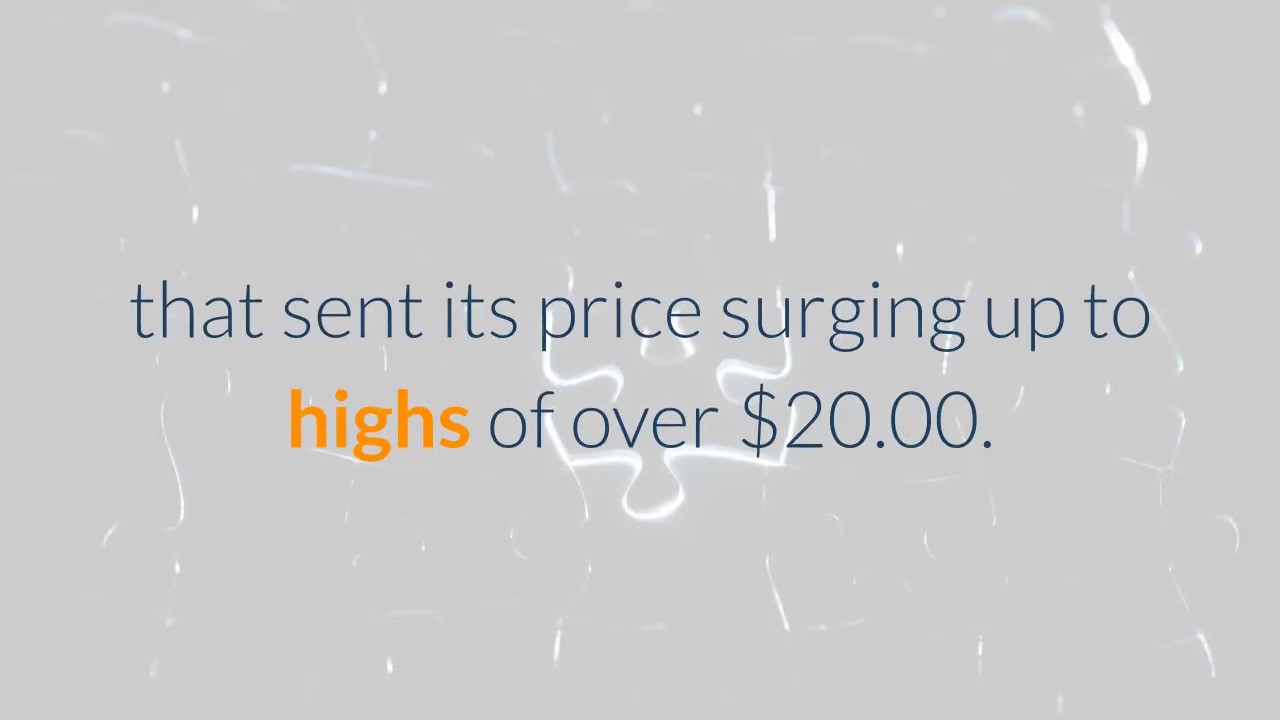 that sent its price surging up to
highs of over $20.00.